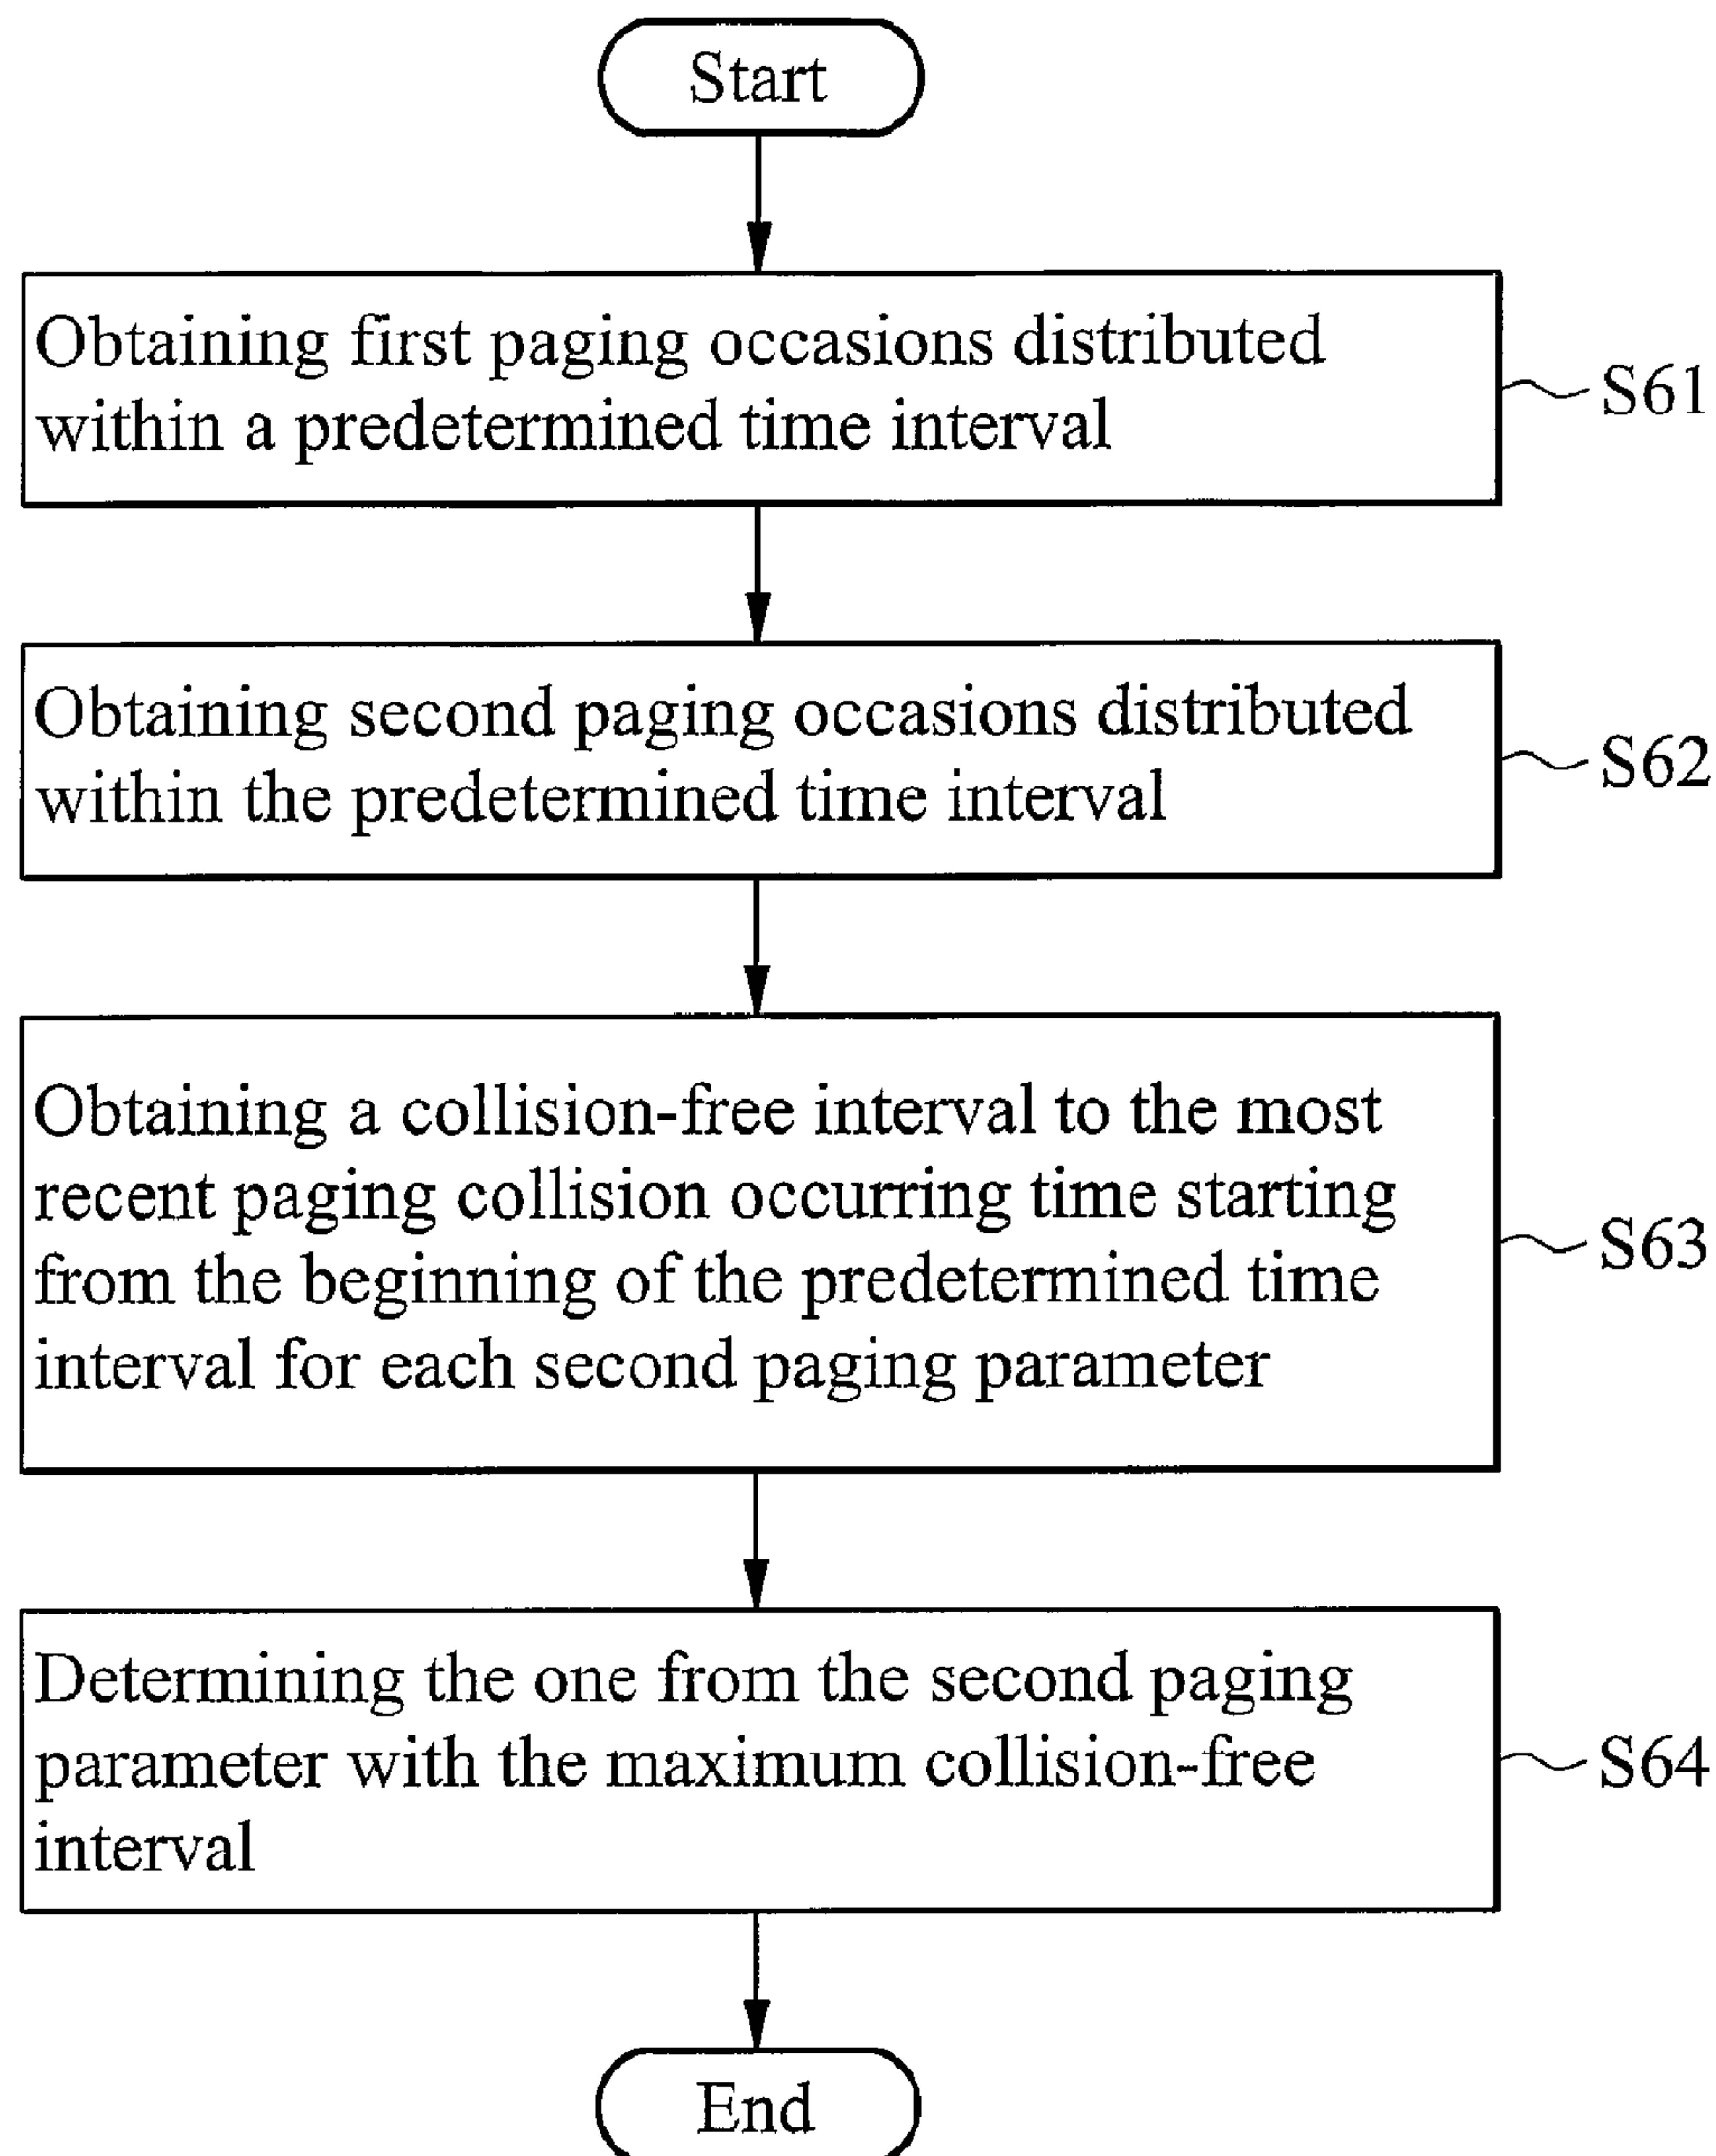 Start
Obtaining first paging occasions distributed
within a predetermined time interval
S61
Obtaining second paging occasions distributed
within the predetermined time interval
S62
Obtaining a collision-free interval to the most
recent paging collision occurring time starting
from the beginning of the predetermined time
interval for each second paging parameter
S63
Determining the one from the second paging
parameter with the maximum collision-free
interval
S64
End